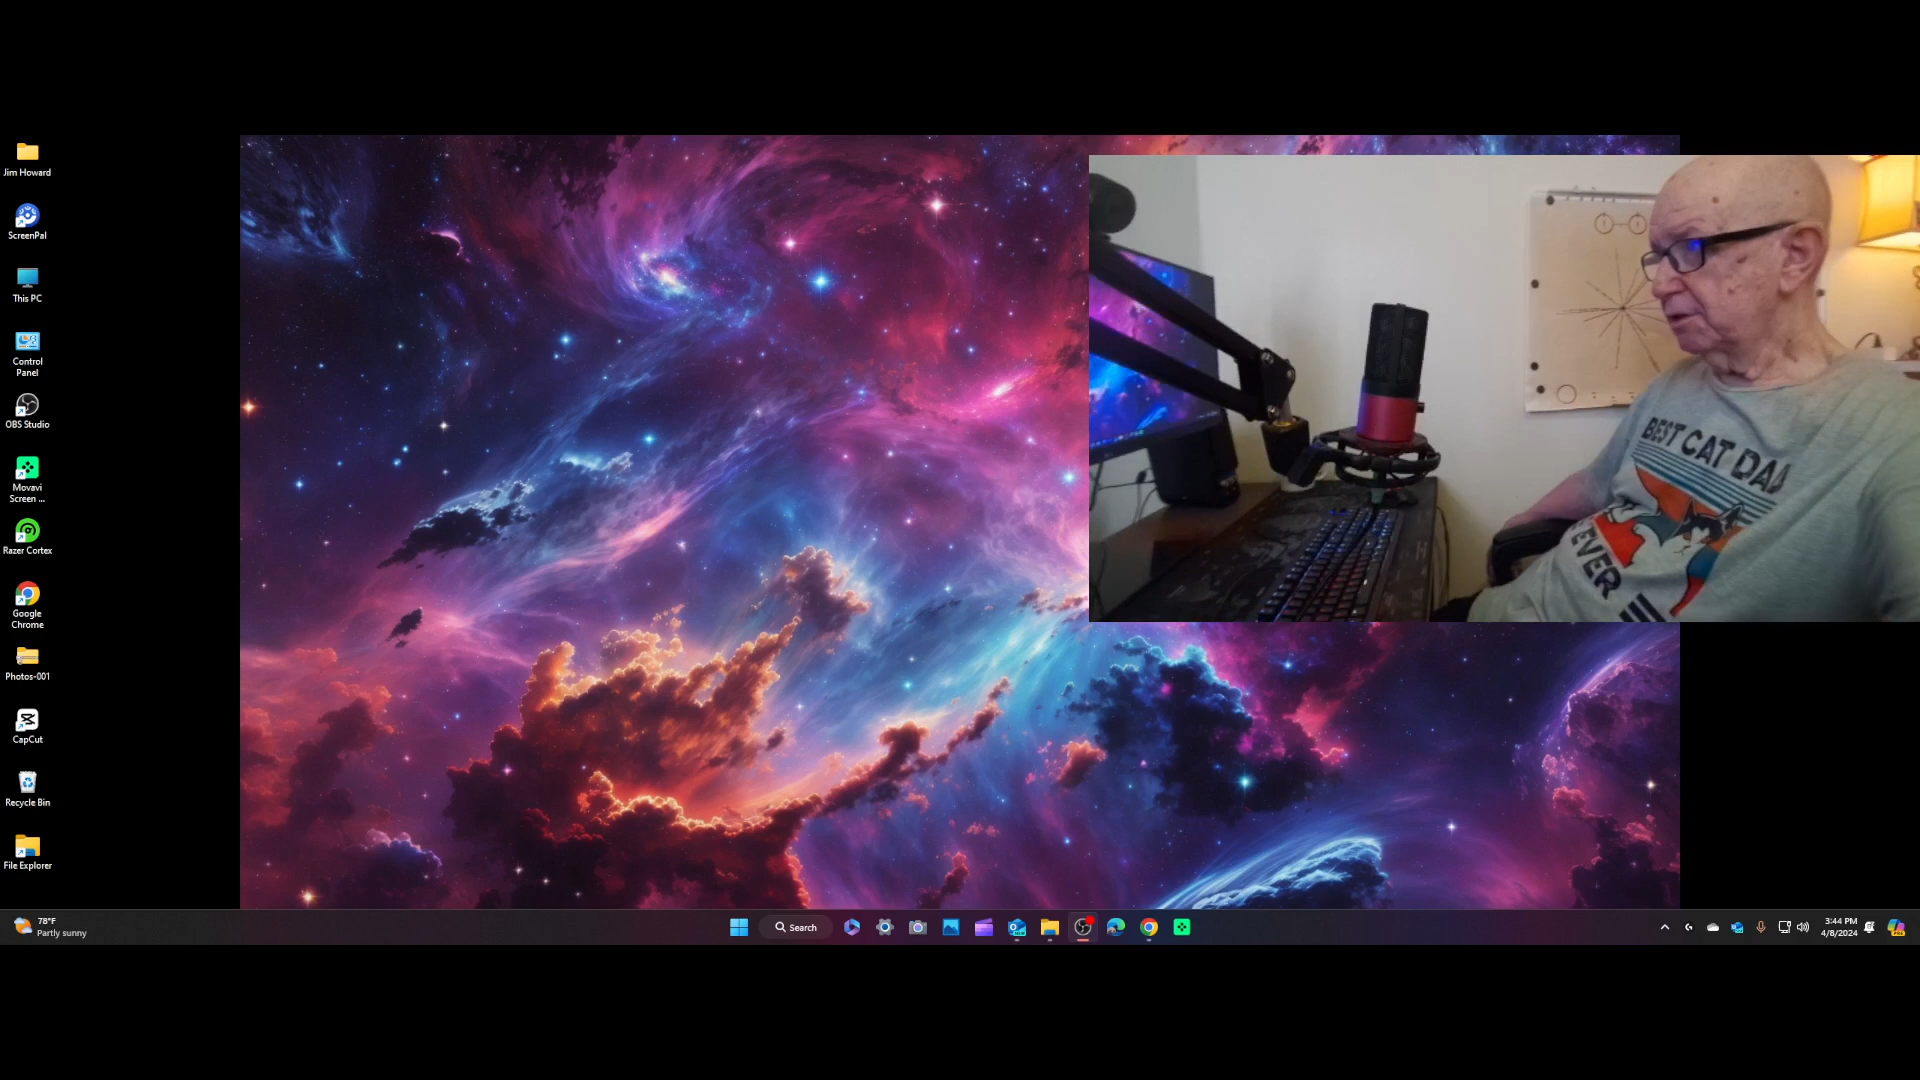 Jim Howard
ScreenPal
This PC
Control
Panel
OBS Studio
Movavi
Screen ...
Razer Cortex
Google
Chrome
Photos-001
CapCut
Recycle Bin
File Explorer
BEST CAT DAD
EVER
78°F
Partly sunny
Search
3:44 PM
4/8/2024